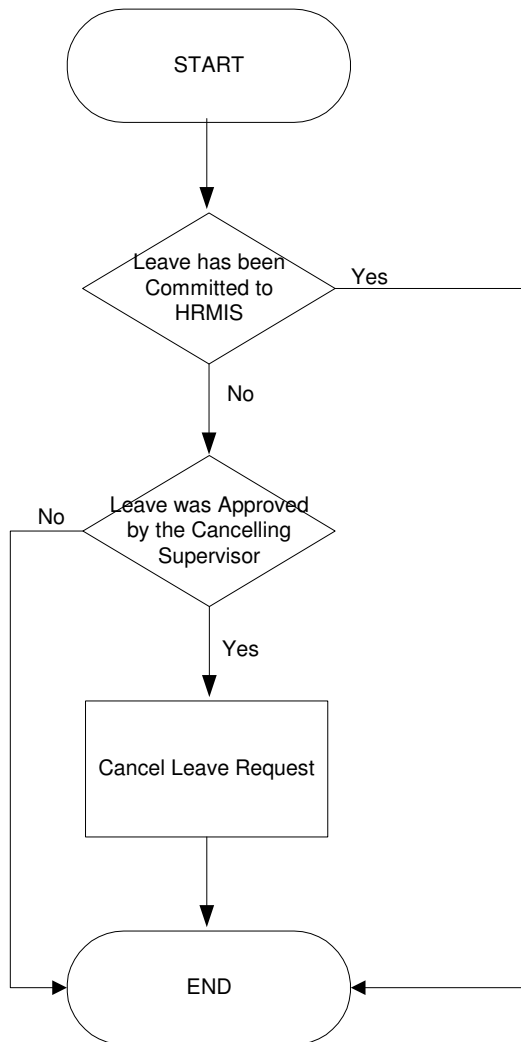 START
Leave has been
Committed to
HRMIS
Yes
No
Leave was Approved
by the Cancelling
Supervisor
No
Yes
Cancel Leave Request
END